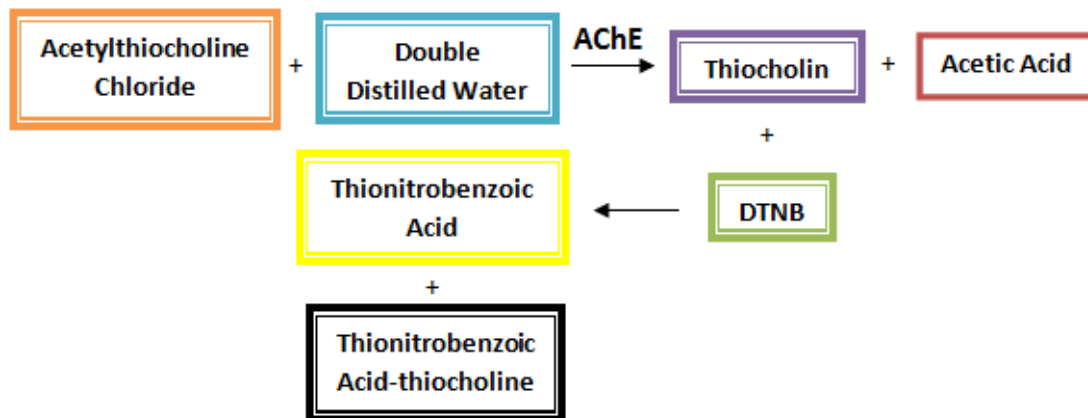 Acetylthiocholine
Chloride
+
Double
Distilled Water
AChE
Thiocholin
+
Acetic Acid
+
Thionitrobenzoic
Acid
DTNB
+
Thionitrobenzoic
Acid-thiocholine